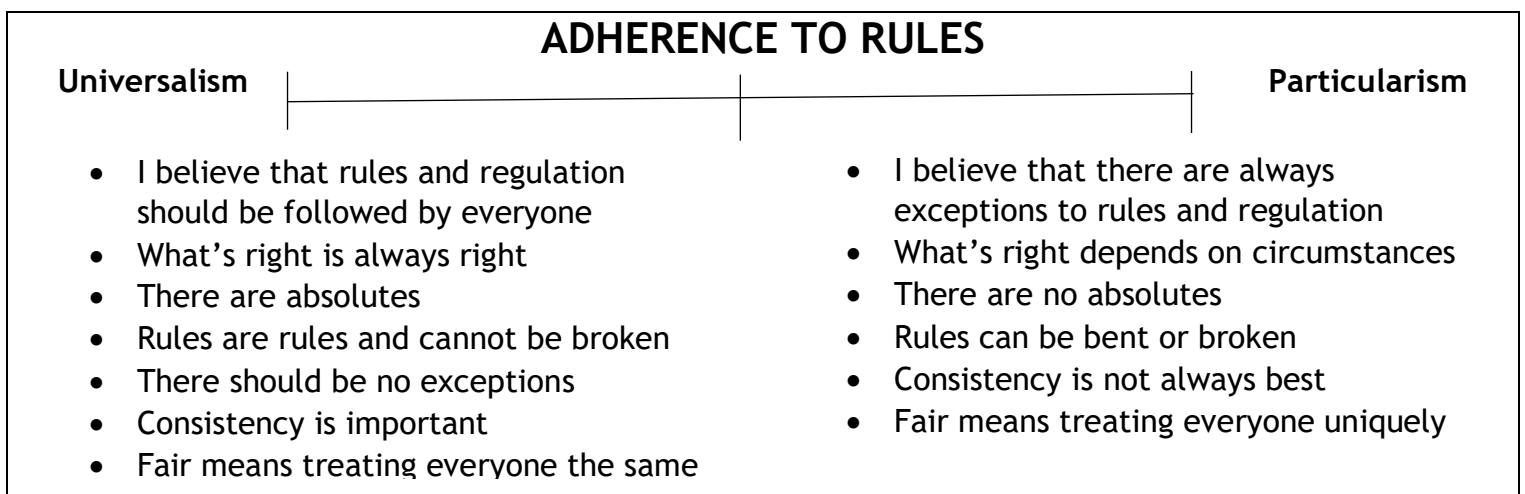 ADHERENCE TO RULES
Universalism
Particularism
• I believe that rules and regulation
should be followed by everyone
• What’s right is always right
• There are absolutes
• Rules are rules and cannot be broken
• There should be no exceptions
• Consistency is important
• Fair means treating everyone the same
• I believe that there are always
exceptions to rules and regulation
• What’s right depends on circumstances
• There are no absolutes
• Rules can be bent or broken
• Consistency is not always best
• Fair means treating everyone uniquely